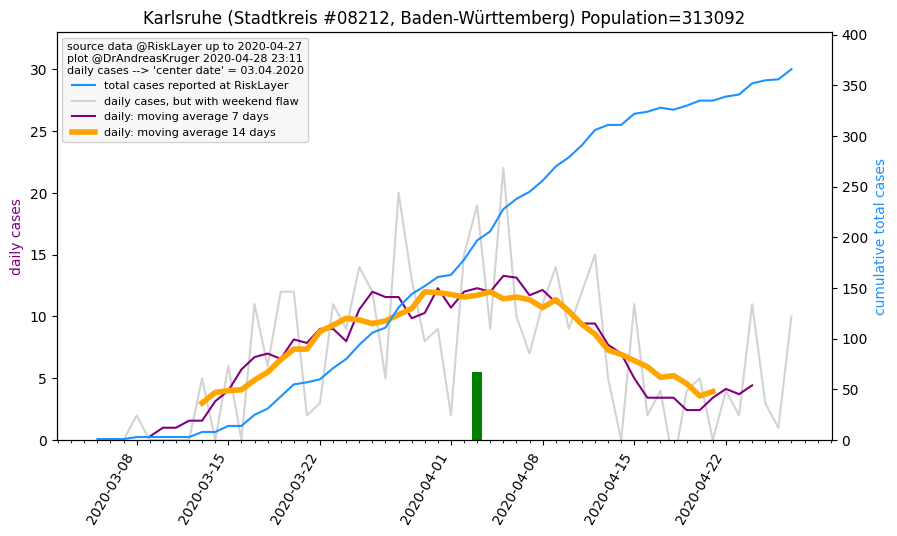 Karlsruhe (Stadtkreis #08212, Baden-Württemberg) Population=313092
source data @RiskLayer up to 2020-04-27
plot @DrAndreasKruger 2020-04-28 23:11
daily cases --> 'center date' = 03.04.2020
total cases reported at RiskLayer
daily cases, but with weekend flaw
daily: moving average 7 days
daily: moving average 14 days
daily cases
30
25
20
15
10
5
0
400
350
300
250
200
150
100
50
0
cumulative total cases
2020-03-08
2020-03-15
2020-03-22
2020-04-01
2020-04-08
2020-04-15
2020-04-22